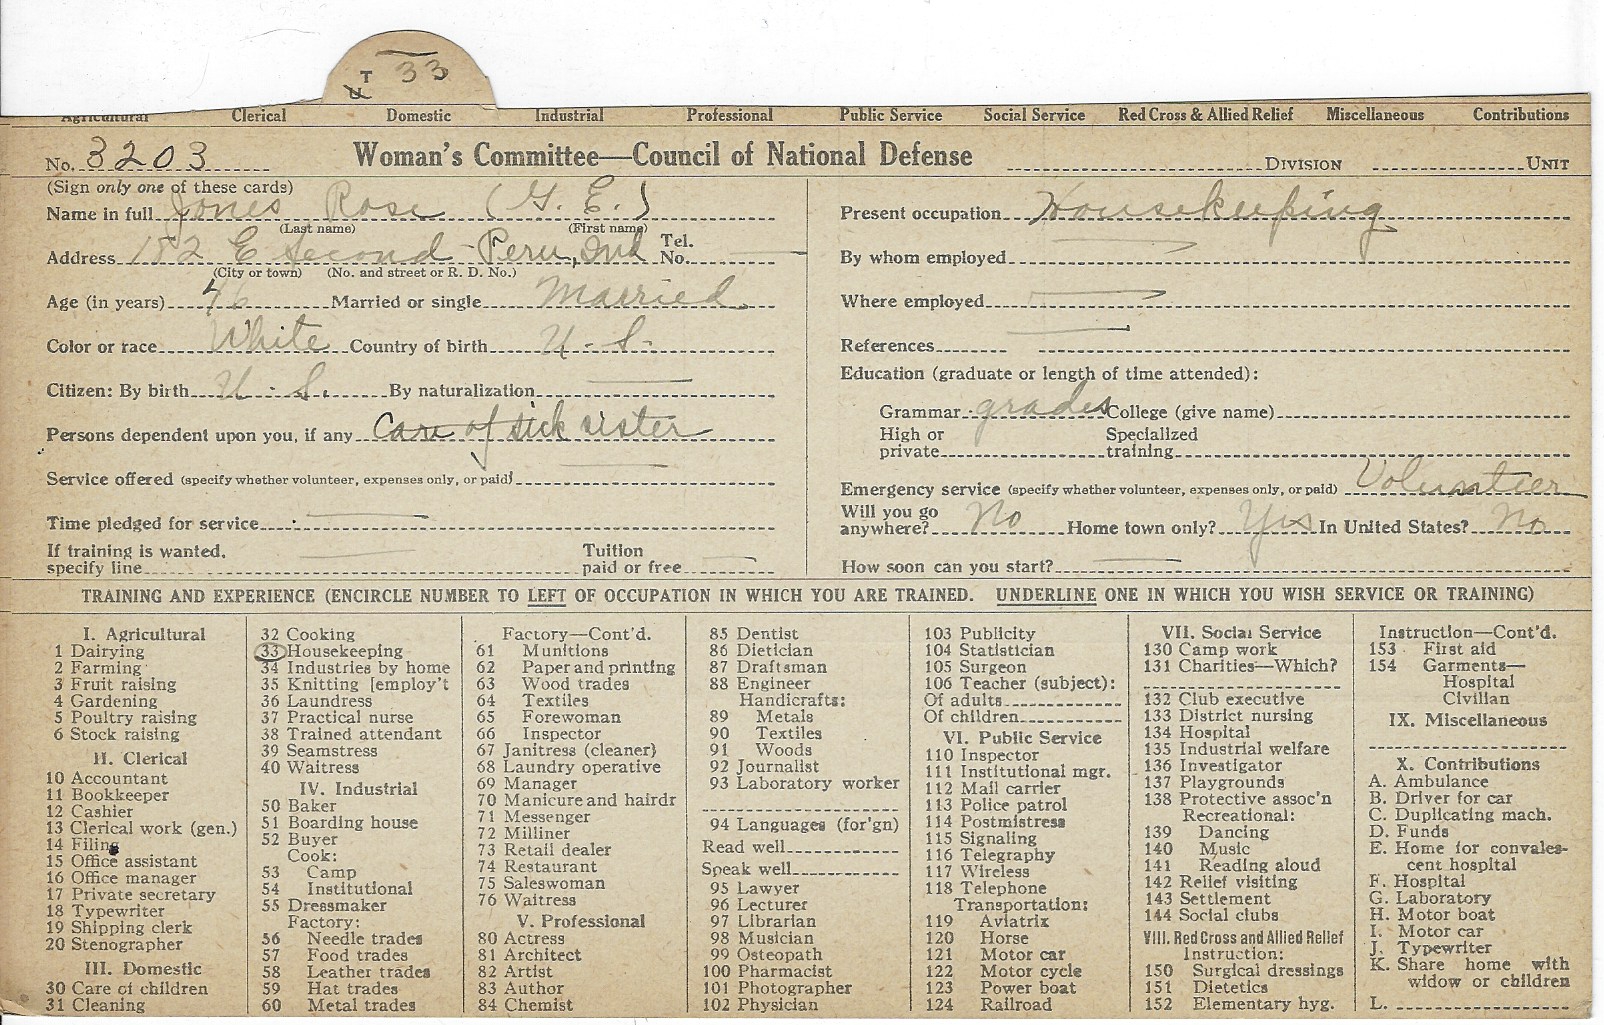 T 33
U
Agricultural Clerical Domestic Industrial Professional Public Service Social Service Red Cross & Allied Relief Miscellaneous Contributions
No. 3203 Woman's Committee—Council of National Defense DIVISION UNIT
(Sign only one of these cards)
Name in full Jones Rose (G. E.)
(Last name) (First name)
Address 182 E Second - Peru, Ind Tel. No.
(City or town) (No. and street or R. D. No.)
Age (in years) 46 Married or single Married
Color or race White Country of birth U. S.
Citizen: By birth U. S. By naturalization
Persons dependent upon you, if any Care of sick sister
Service offered (specify whether volunteer, expenses only, or paid)
Time pledged for service
If training is wanted, specify line Tuition paid or free
Present occupation Housekeeping
By whom employed
Where employed
References
Education (graduate or length of time attended):
Grammar grades College (give name)
High or private Specialized training
Emergency service (specify whether volunteer, expenses only, or paid) Volunteer
Will you go anywhere? No Home town only? Yes In United States? No
How soon can you start?
TRAINING AND EXPERIENCE (ENCIRCLE NUMBER TO LEFT OF OCCUPATION IN WHICH YOU ARE TRAINED. UNDERLINE ONE IN WHICH YOU WISH SERVICE OR TRAINING)
I. Agricultural
1 Dairying
2 Farming
3 Fruit raising
4 Gardening
5 Poultry raising
6 Stock raising
II. Clerical
10 Accountant
11 Bookkeeper
12 Cashier
13 Clerical work (gen.)
14 Filing
15 Office assistant
16 Office manager
17 Private secretary
18 Typewriter
19 Shipping clerk
20 Stenographer
III. Domestic
30 Care of children
31 Cleaning
32 Cooking
33 Housekeeping
34 Industries by home
35 Knitting [employ't
36 Laundress
37 Practical nurse
38 Trained attendant
39 Seamstress
40 Waitress
IV. Industrial
50 Baker
51 Boarding house
52 Buyer
Cook:
53 Camp
54 Institutional
55 Dressmaker
Factory:
56 Needle trades
57 Food trades
58 Leather trades
59 Hat trades
60 Metal trades
Factory—Cont'd.
61 Munitions
62 Paper and printing
63 Wood trades
64 Textiles
65 Forewoman
66 Inspector
67 Janitress (cleaner)
68 Laundry operative
69 Manager
70 Manicure and hairdr
71 Messenger
72 Milliner
73 Retail dealer
74 Restaurant
75 Saleswoman
76 Waitress
V. Professional
80 Actress
81 Architect
82 Artist
83 Author
84 Chemist
85 Dentist
86 Dietician
87 Draftsman
88 Engineer
Handicrafts:
89 Metals
90 Textiles
91 Woods
92 Journalist
93 Laboratory worker
94 Languages (for'gn)
Read well
Speak well
95 Lawyer
96 Lecturer
97 Librarian
98 Musician
99 Osteopath
100 Pharmacist
101 Photographer
102 Physician
103 Publicity
104 Statistician
105 Surgeon
106 Teacher (subject):
Of adults
Of children
VI. Public Service
110 Inspector
111 Institutional mgr.
112 Mail carrier
113 Police patrol
114 Postmistress
115 Signaling
116 Telegraphy
117 Wireless
118 Telephone
Transportation:
119 Aviatrix
120 Horse
121 Motor car
122 Motor cycle
123 Power boat
124 Railroad
VII. Social Service
130 Camp work
131 Charities—Which?
132 Club executive
133 District nursing
134 Hospital
135 Industrial welfare
136 Investigator
137 Playgrounds
138 Protective assoc'n
Recreational:
139 Dancing
140 Music
141 Reading aloud
142 Relief visiting
143 Settlement
144 Social clubs
VIII. Red Cross and Allied Relief
Instruction:
150 Surgical dressings
151 Dietetics
152 Elementary hyg.
Instruction—Cont'd.
153 First aid
154 Garments—
Hospital
Civilian
IX. Miscellaneous
X. Contributions
A. Ambulance
B. Driver for car
C. Duplicating mach.
D. Funds
E. Home for convales-
cent hospital
F. Hospital
G. Laboratory
H. Motor boat
I. Motor car
J. Typewriter
K. Share home with
widow or children
L.